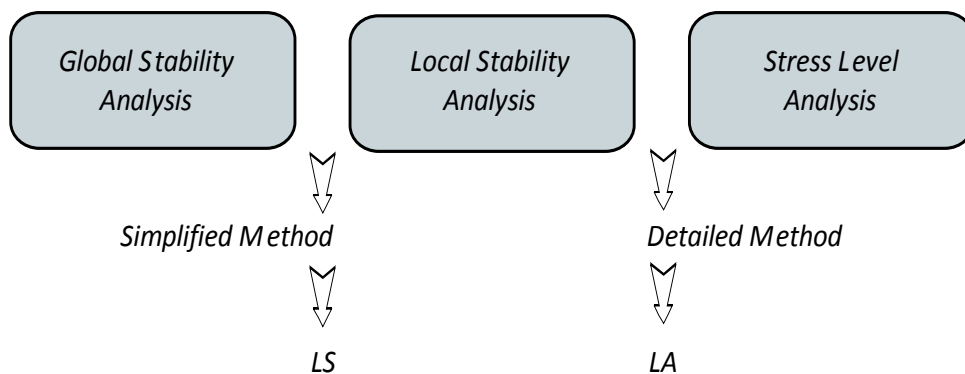 Global Stability
Analysis
Local Stability
Analysis
Stress Level
Analysis
Simplified Method
Detailed Method
LS
LA